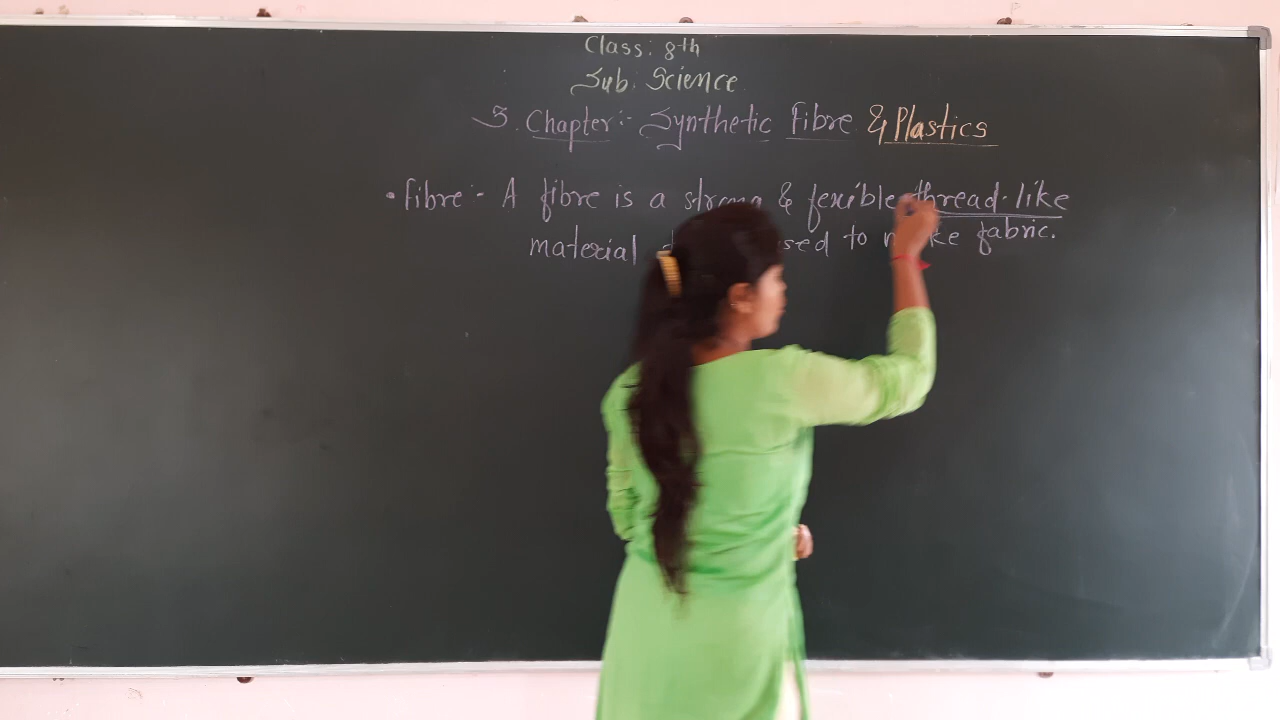 Class: 8th
Sub: Science
3. Chapter:- Synthetic Fibre & Plastics
• Fibre:- A fibre is a strong & fexible thread-like
material used to make fabric.